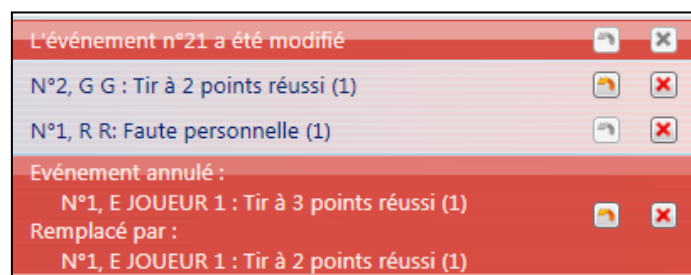 L'événement n°21 a été modifié
N°2, G G : Tir à 2 points réussi (1)
N°1, R R: Faute personnelle (1)
Evénement annulé :
N°1, E JOUEUR 1 : Tir à 3 points réussi (1)
Remplacé par :
N°1, E JOUEUR 1 : Tir à 2 points réussi (1)